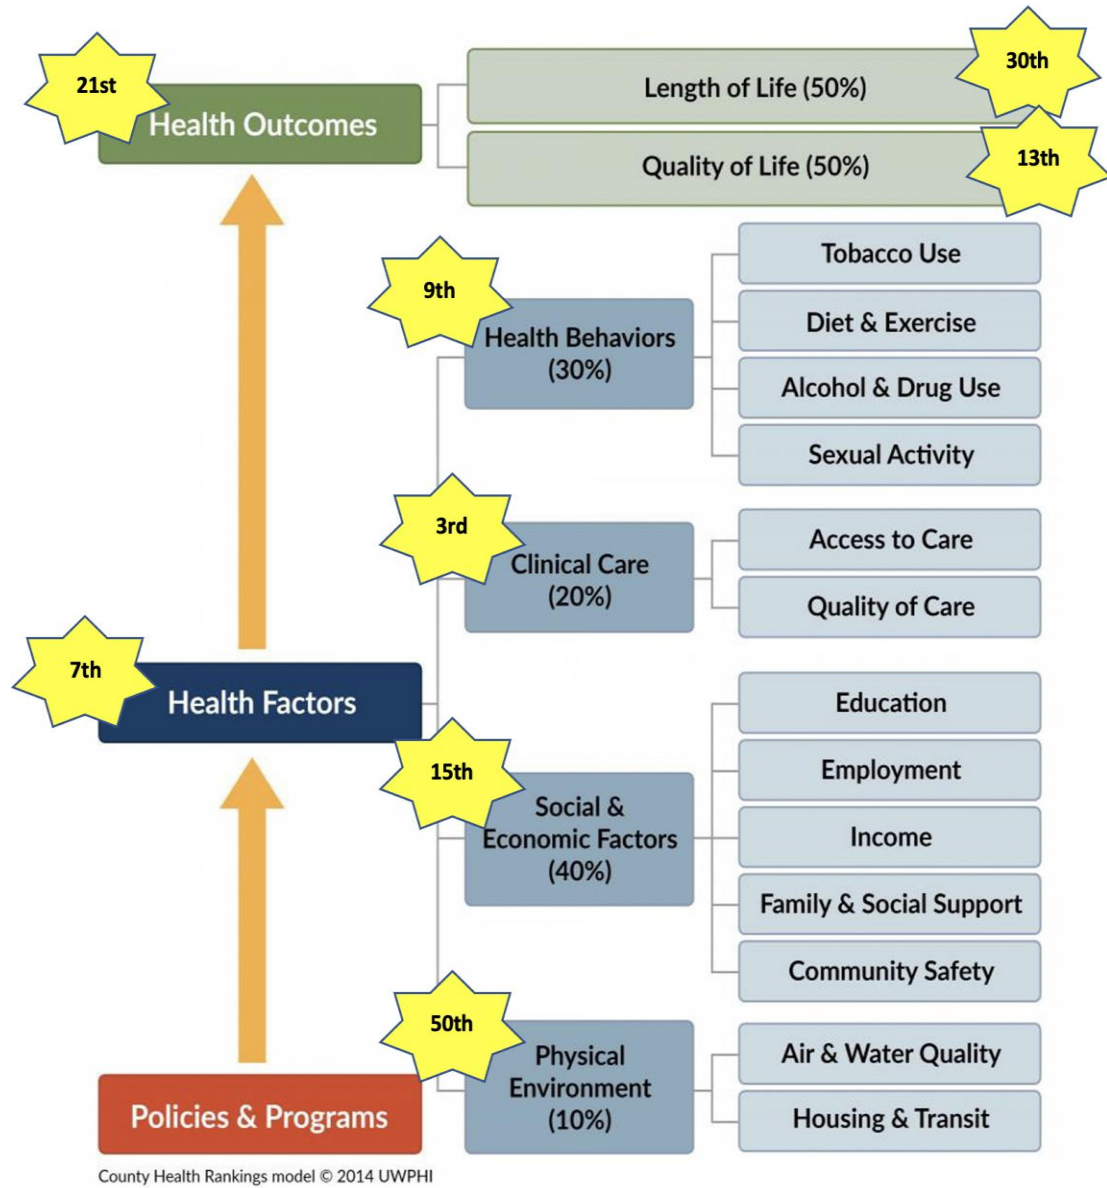 21st
Health Outcomes
Length of Life (50%)
30th
Quality of Life (50%)
13th
9th
Health Behaviors
(30%)
Tobacco Use
Diet & Exercise
Alcohol & Drug Use
Sexual Activity
3rd
Clinical Care
(20%)
Access to Care
Quality of Care
7th
Health Factors
15th
Social &
Economic Factors
(40%)
Education
Employment
Income
Family & Social Support
Community Safety
50th
Physical
Environment
(10%)
Air & Water Quality
Housing & Transit
Policies & Programs
County Health Rankings model © 2014 UWPHI